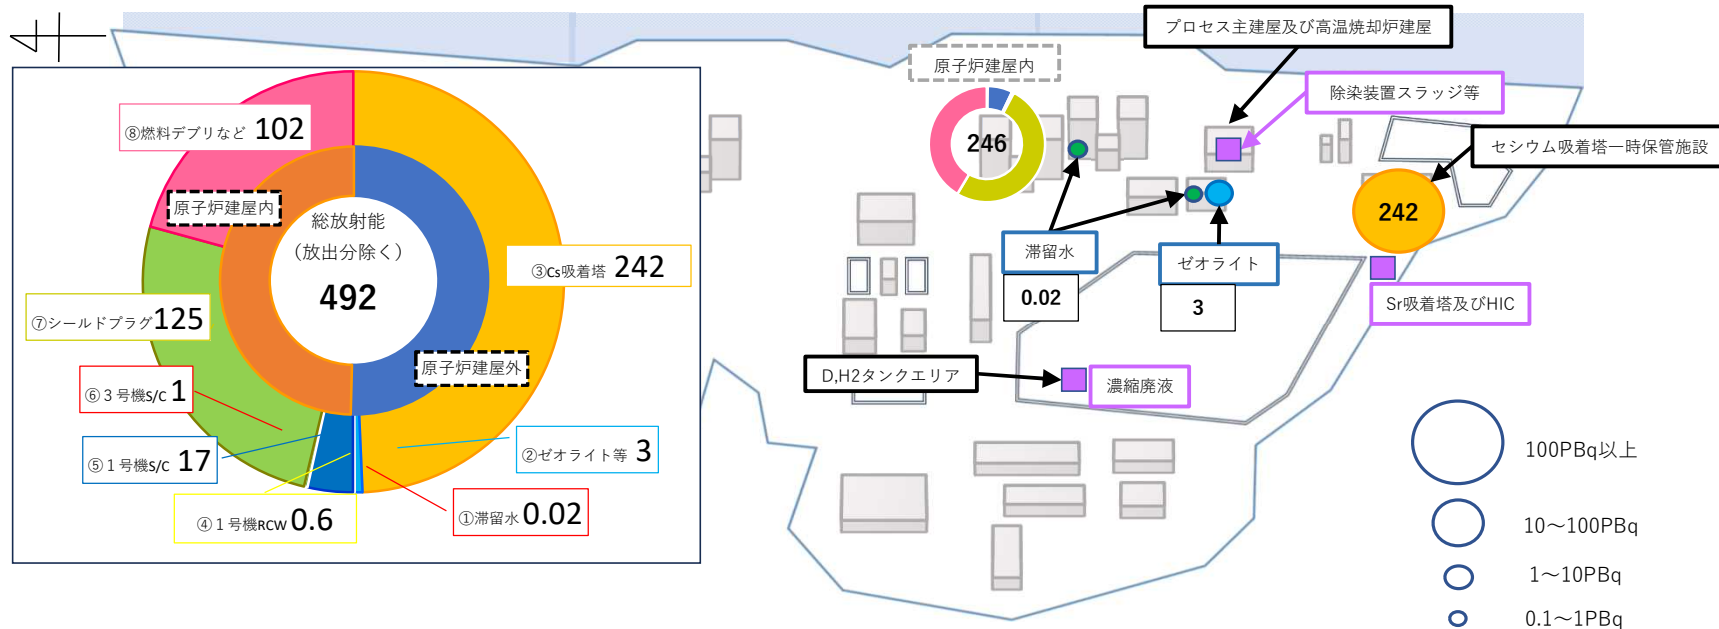 ⑧燃料デブリなど 102
原子炉建屋内
総放射能
（放出分除く）
492
③Cs吸着塔 242
⑦シールドプラグ125
原子炉建屋外
⑥３号機S/C 1
⑤１号機S/C 17
④１号機RCW 0.6
①滞留水 0.02
②ゼオライト等 3
原子炉建屋内
246
プロセス主建屋及び高温焼却炉建屋
除染装置スラッジ等
セシウム吸着塔一時保管施設
242
滞留水
0.02
ゼオライト
3
Sr吸着塔及びHIC
D,H2タンクエリア
濃縮廃液
100PBq以上
10～100PBq
1～10PBq
0.1～1PBq